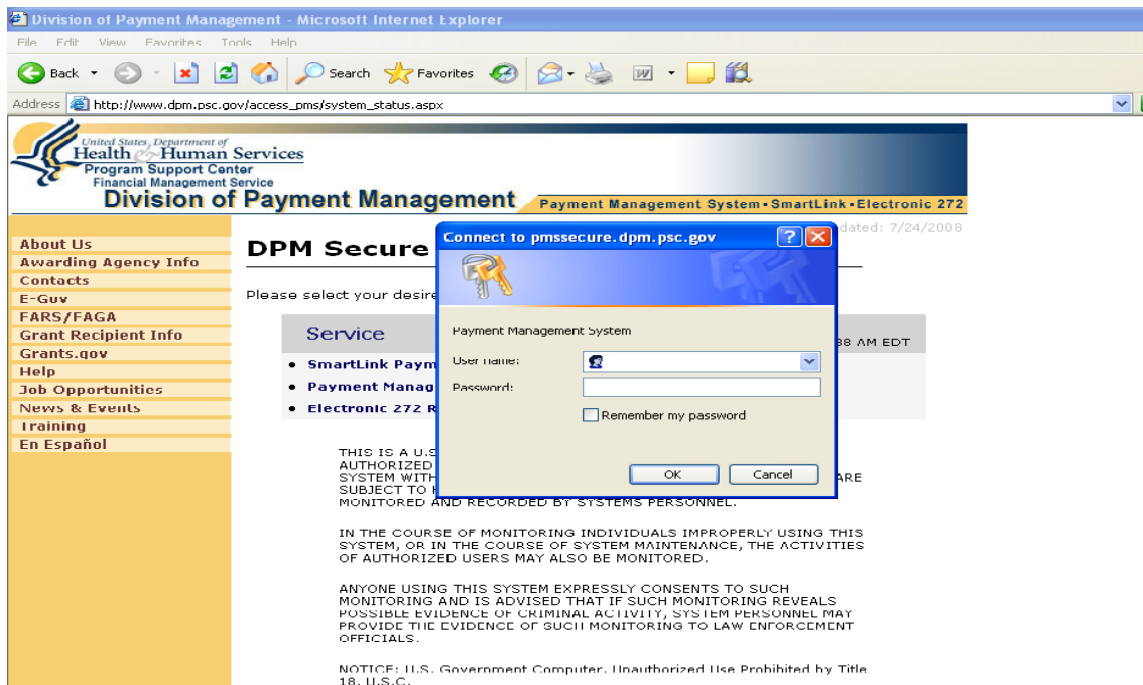 Division of Payment Management - Microsoft Internet Explorer
File Edit View Favorites Tools Help
Back Search Favorites
Address http://www.dpm.psc.gov/access_pms/system_status.aspx
United States, Department of
Health & Human Services
Program Support Center
Financial Management Service
Division of Payment Management
Payment Management System - SmartLink - Electronic 272
About Us
Awarding Agency Info
Contacts
E-Gov
FARS/FAGA
Grant Recipient Info
Grants.gov
Help
Job Opportunities
News & Events
Training
En Español
dated: 7/24/2008
DPM Secure
Please select your desire
Service
38 AM EDT
• SmartLink Paym
• Payment Manag
• Electronic 272 R
Connect to pmssecure.dpm.psc.gov
Payment Management System
User name:
Password:
Remember my password
OK Cancel
THIS IS A U.S
AUTHORIZED
SYSTEM WITH ARE
SUBJECT TO
MONITORED AND RECORDED BY SYSTEMS PERSONNEL.
IN THE COURSE OF MONITORING INDIVIDUALS IMPROPERLY USING THIS
SYSTEM, OR IN THE COURSE OF SYSTEM MAINTENANCE, THE ACTIVITIES
OF AUTHORIZED USERS MAY ALSO BE MONITORED.
ANYONE USING THIS SYSTEM EXPRESSLY CONSENTS TO SUCH
MONITORING AND IS ADVISED THAT IF SUCH MONITORING REVEALS
POSSIBLE EVIDENCE OF CRIMINAL ACTIVITY, SYSTEM PERSONNEL MAY
PROVIDE THE EVIDENCE OF SUCH MONITORING TO LAW ENFORCEMENT
OFFICIALS.
NOTICE: U.S. Government Computer. Unauthorized Use Prohibited by Title
18, U.S.C.